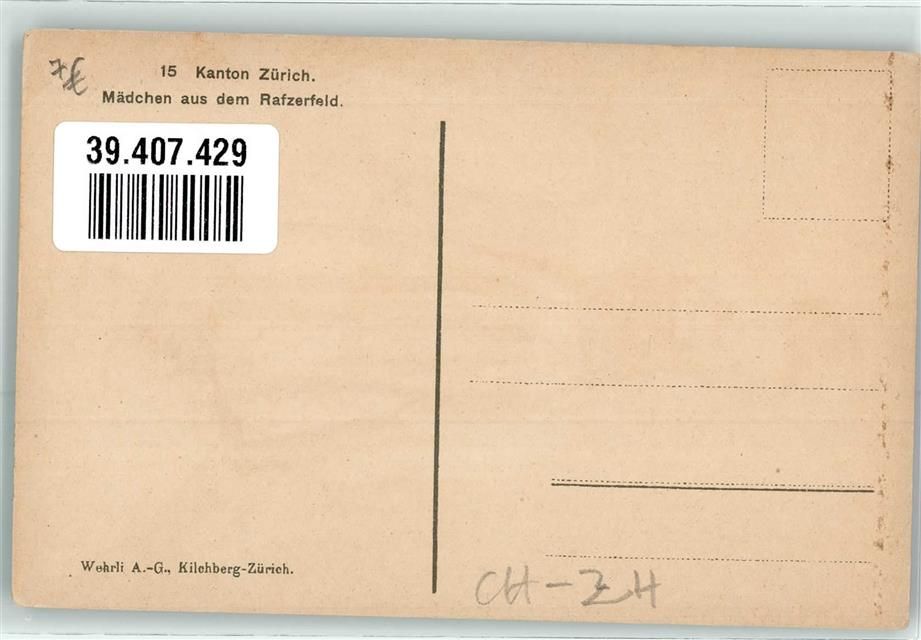 15 Kanton Zürich.
Mädchen aus dem Rafzerfeld.
39.407.429
Wehrli A.-G., Kilchberg-Zürich.
CH-ZH